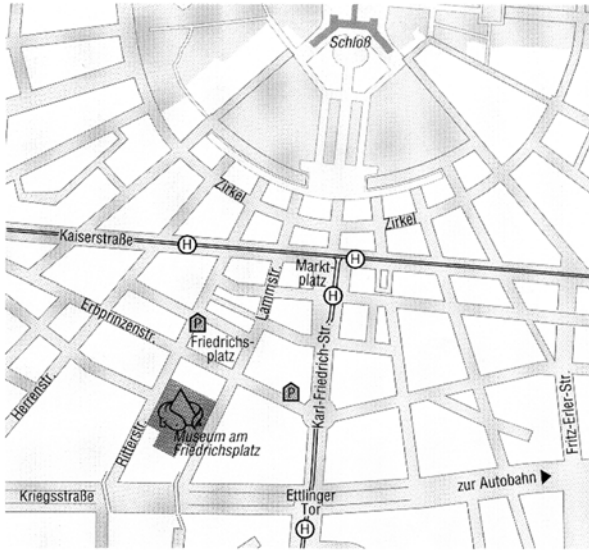 Schloß
Zirkel
Zirkel
Kaiserstraße
H
H
Markt-
platz
H
Lammstr.
Erbprinzenstr.
P
Friedrichs-
platz
Karl-Friedrich-Str.
P
Herrenstr.
Ritterstr.
Museum am
Friedrichsplatz
Fritz-Erler-Str.
Kriegsstraße
Ettlinger
Tor
zur Autobahn
H